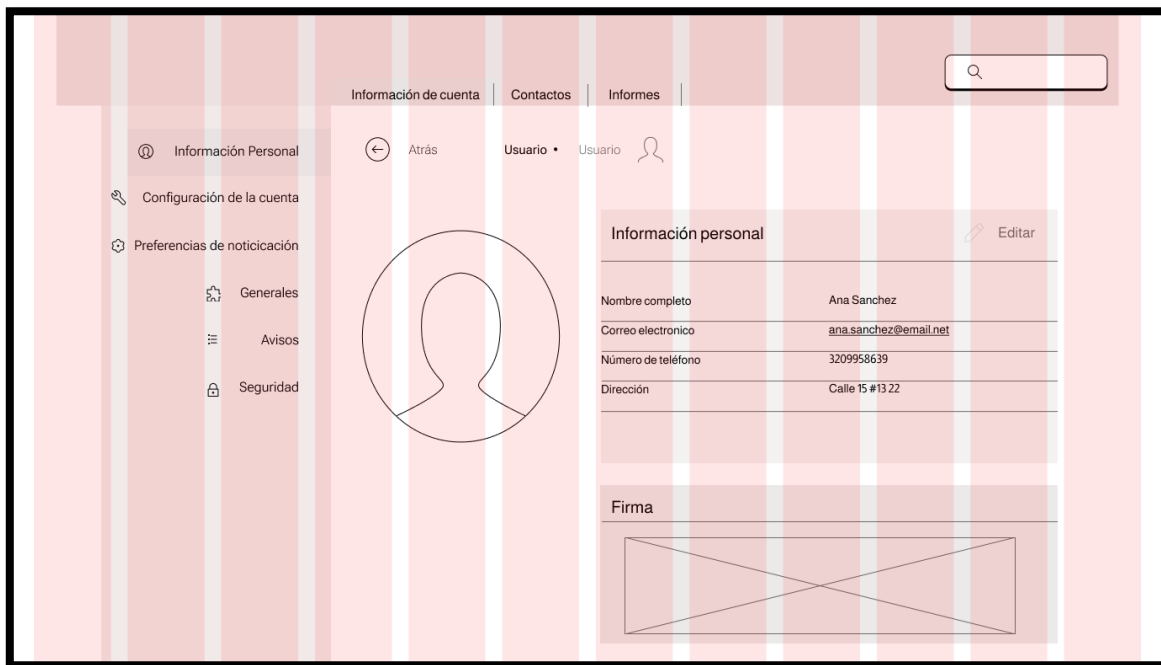 Información de cuenta Contactos Informes
Información Personal
Configuración de la cuenta
Preferencias de noticicación
Generales
Avisos
Seguridad
Atrás Usuario • Usuario
Información personal Editar
Nombre completo Ana Sanchez
Correo electronico ana.sanchez@email.net
Número de teléfono 3209958639
Dirección Calle 15 #13 22
Firma